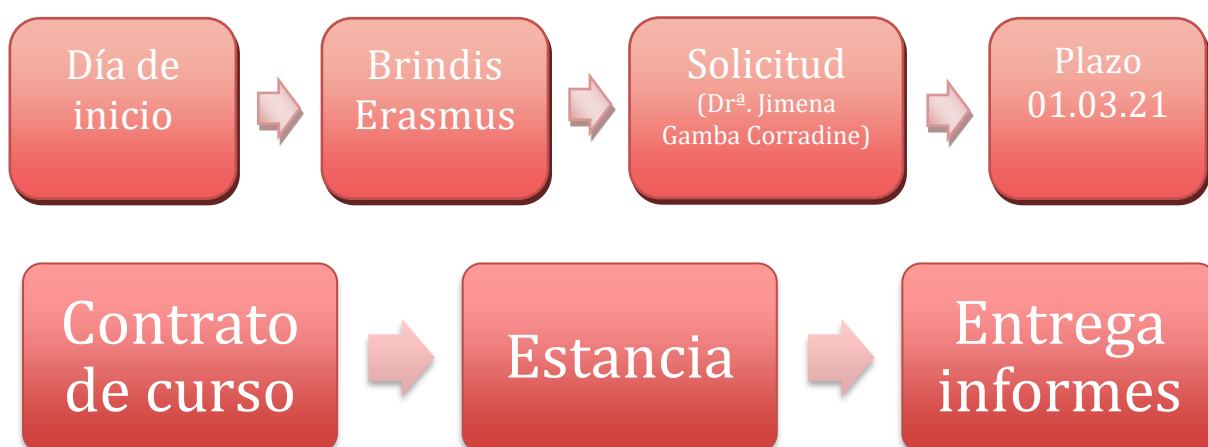 Día de
inicio
Brindis
Erasmus
Solicitud
(Drª. Jimena
Gamba Corradine)
Plazo
01.03.21
Contrato
de curso
Estancia
Entrega
informes